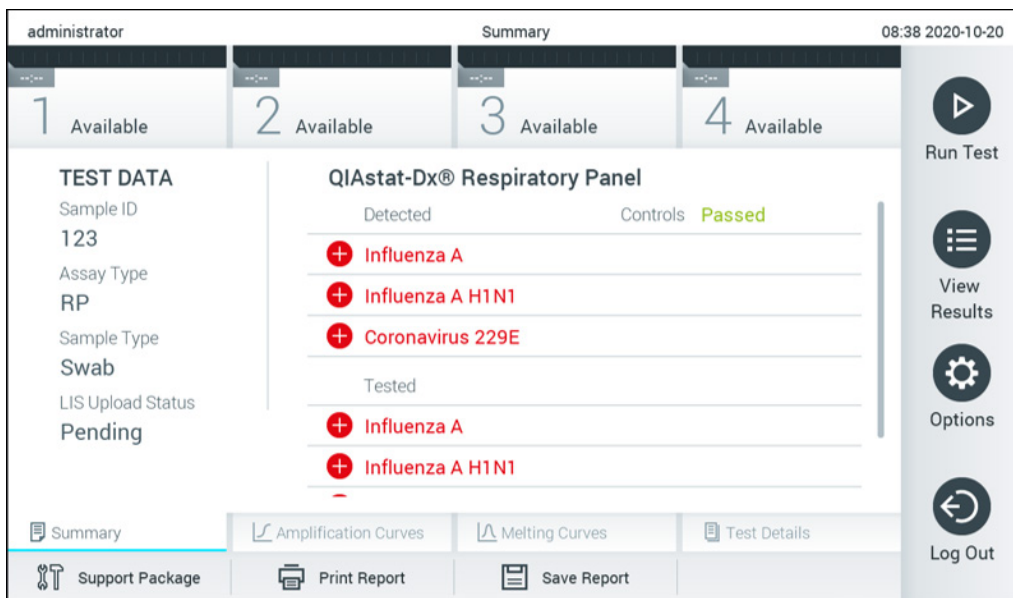 administrator Summary 08:38 2020-10-20
--:-- --:-- --:-- --:--
1 Available 2 Available 3 Available 4 Available
Run Test
TEST DATA
Sample ID
123
Assay Type
RP
Sample Type
Swab
LIS Upload Status
Pending
QIAstat-Dx® Respiratory Panel
Detected Controls Passed
Influenza A
Influenza A H1N1
Coronavirus 229E
Tested
Influenza A
Influenza A H1N1
View
Results
Options
Log Out
Summary Amplification Curves Melting Curves Test Details
Support Package Print Report Save Report